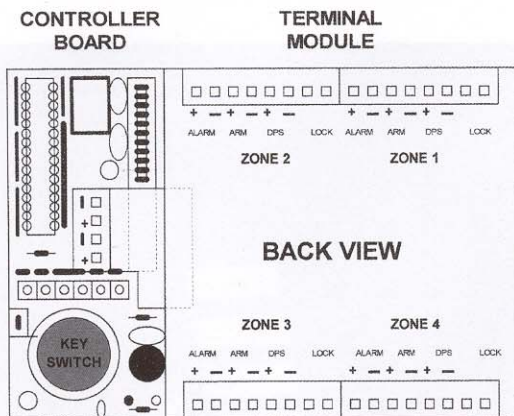 CONTROLLER BOARD
TERMINAL MODULE
+ − + − + − + − + − + −
ALARM ARM DPS LOCK ALARM ARM DPS LOCK
ZONE 2 ZONE 1
− + − +
BACK VIEW
ZONE 3 ZONE 4
KEY SWITCH
ALARM ARM DPS LOCK ALARM ARM DPS LOCK
+ − + − + − + − + − + −